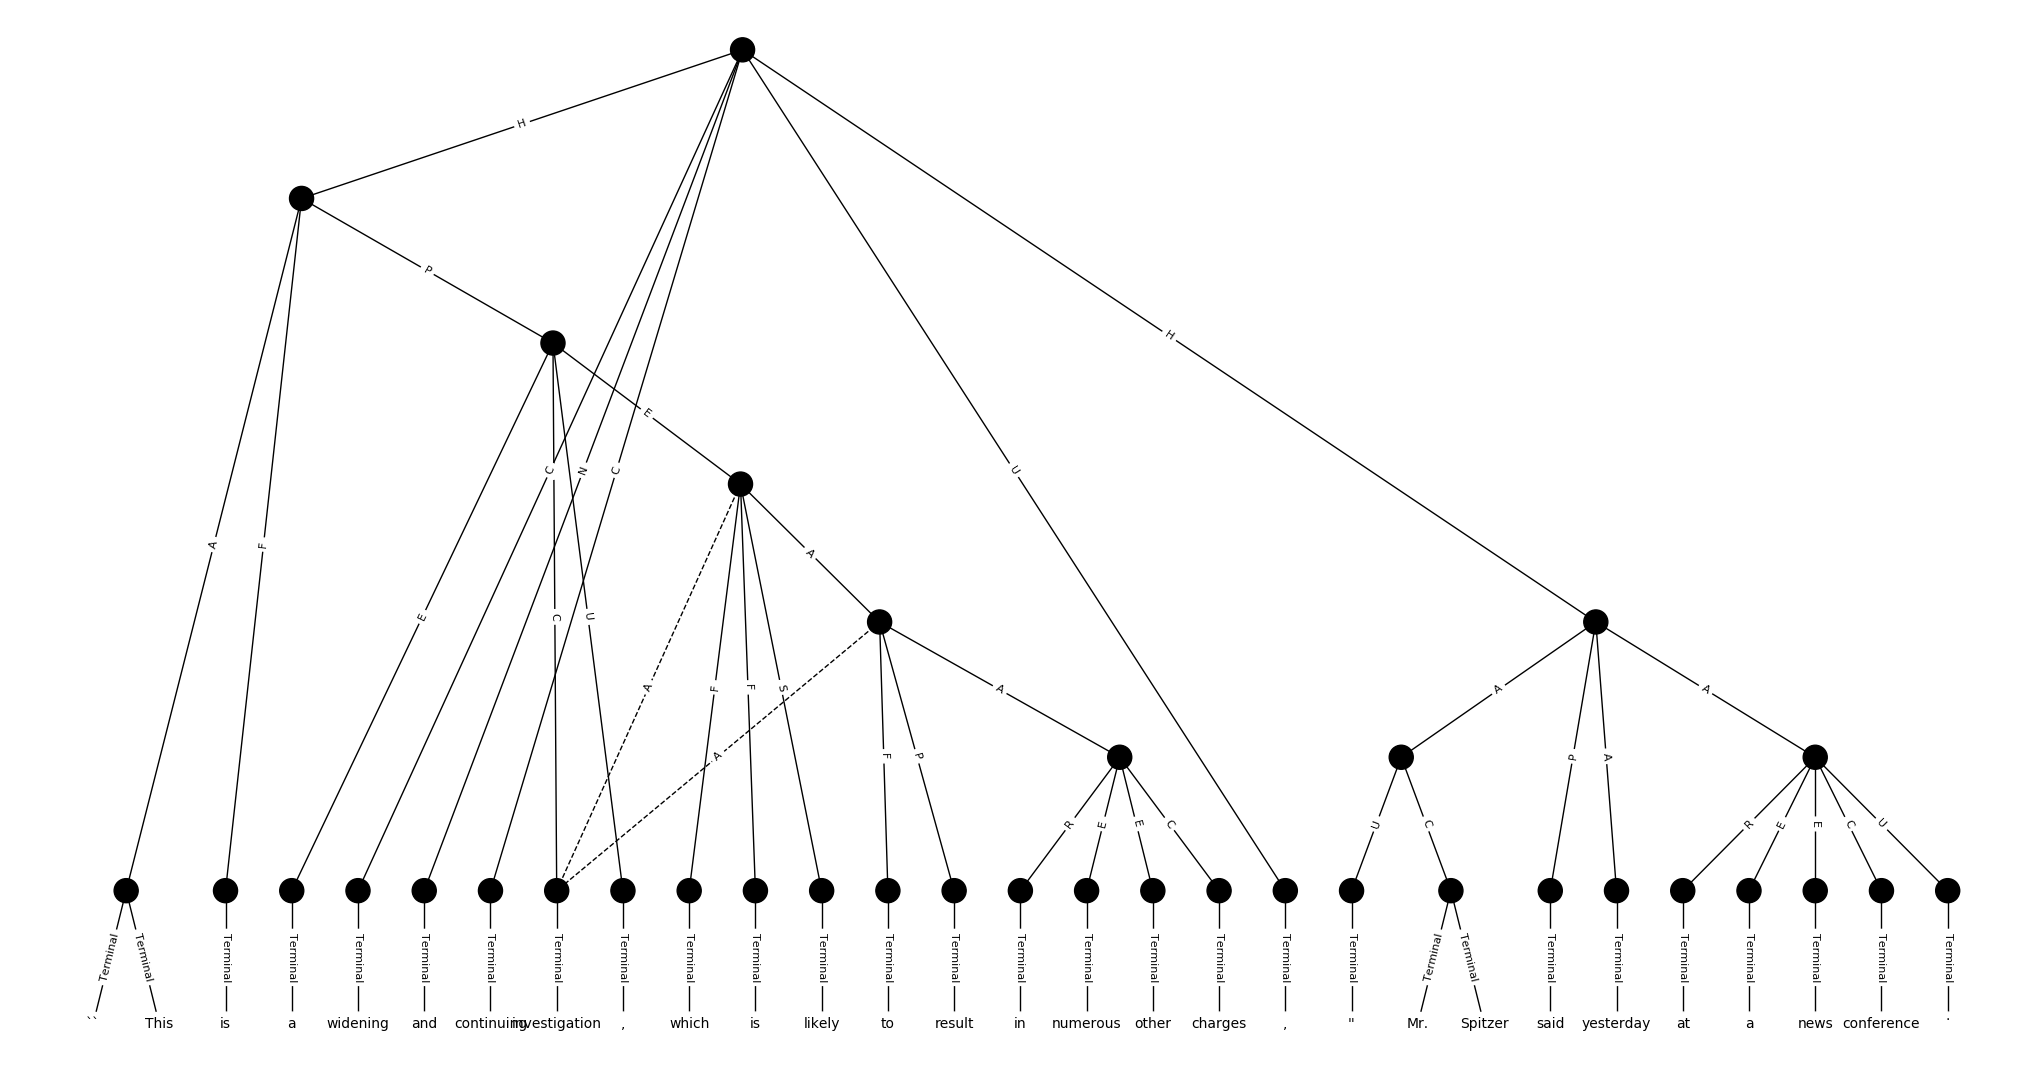 H
H
P
E
C
N
C
U
A
A
F
E
C
U
A
F
F
S
A
A
A
A
F
P
P
A
R
E
E
C
U
C
R
E
E
C
U
Terminal Terminal Terminal Terminal Terminal Terminal Terminal Terminal Terminal Terminal Terminal Terminal Terminal Terminal Terminal Terminal Terminal Terminal Terminal Terminal Terminal Terminal Terminal Terminal Terminal Terminal Terminal Terminal Terminal
`` This is a widening and continuing investigation , which is likely to result in numerous other charges , " Mr. Spitzer said yesterday at a news conference .